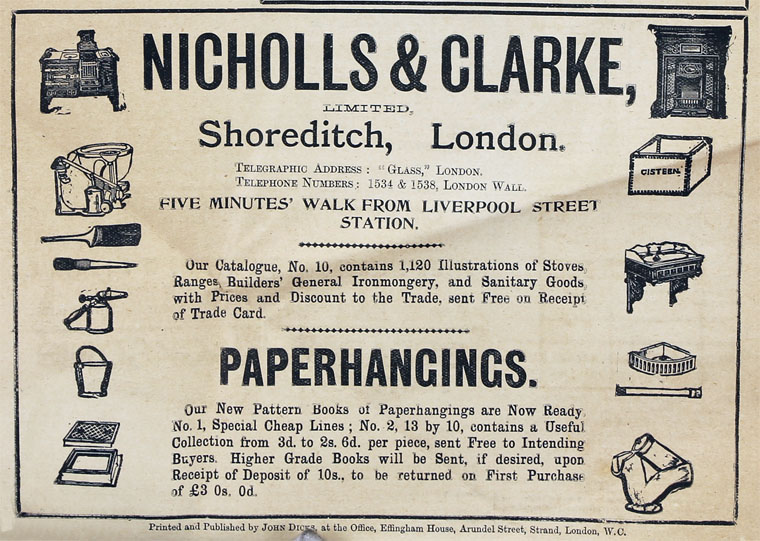 NICHOLLS & CLARKE,
LIMITED,
Shoreditch, London.
TELEGRAPHIC ADDRESS: "GLASS," LONDON.
TELEPHONE NUMBERS: 1534 & 1538, LONDON WALL.
FIVE MINUTES' WALK FROM LIVERPOOL STREET
STATION.
CISTERN.
Our Catalogue, No. 10, contains 1,120 Illustrations of Stoves
Ranges, Builders' General Ironmongery, and Sanitary Goods
with Prices and Discount to the Trade, sent Free on Receipt
of Trade Card.
PAPERHANGINGS.
Our New Pattern Books of Paperhangings are Now Ready
No. 1, Special Cheap Lines; No. 2, 13 by 10, contains a Useful
Collection from 3d. to 2s. 6d. per piece, sent Free to Intending
Buyers. Higher Grade Books will be Sent, if desired, upon
Receipt of Deposit of 10s., to be returned on First Purchase
of £3 0s. 0d.
Printed and Published by JOHN DICKS, at the Office, Effingham House, Arundel Street, Strand, London, W.C.